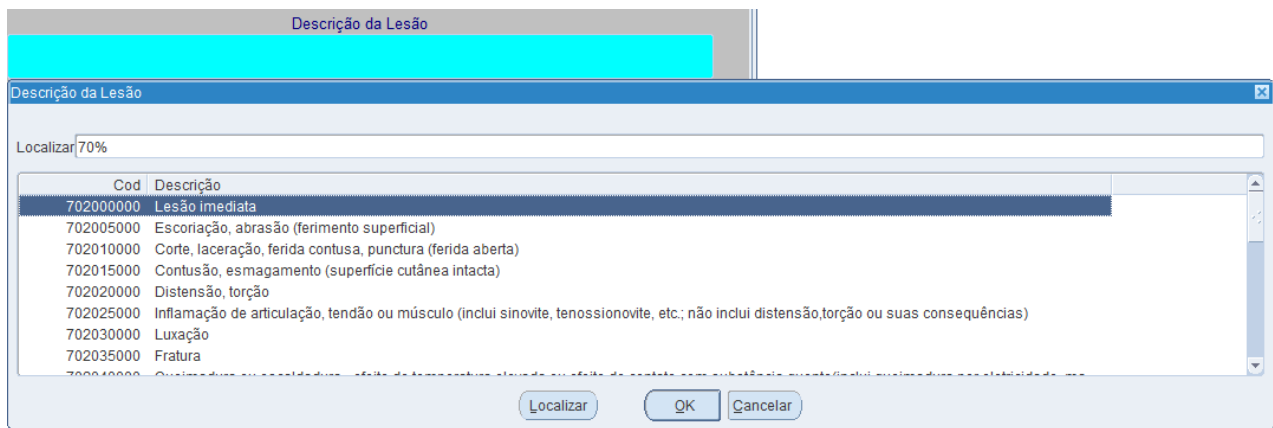 Descrição da Lesão
Descrição da Lesão
Localizar 70%
Cod Descrição
702000000 Lesão imediata
702005000 Escoriação, abrasão (ferimento superficial)
702010000 Corte, laceração, ferida contusa, punctura (ferida aberta)
702015000 Contusão, esmagamento (superfície cutânea intacta)
702020000 Distensão, torção
702025000 Inflamação de articulação, tendão ou músculo (inclui sinovite, tenossionovite, etc.; não inclui distensão,torção ou suas consequências)
702030000 Luxação
702035000 Fratura
Localizar OK Cancelar